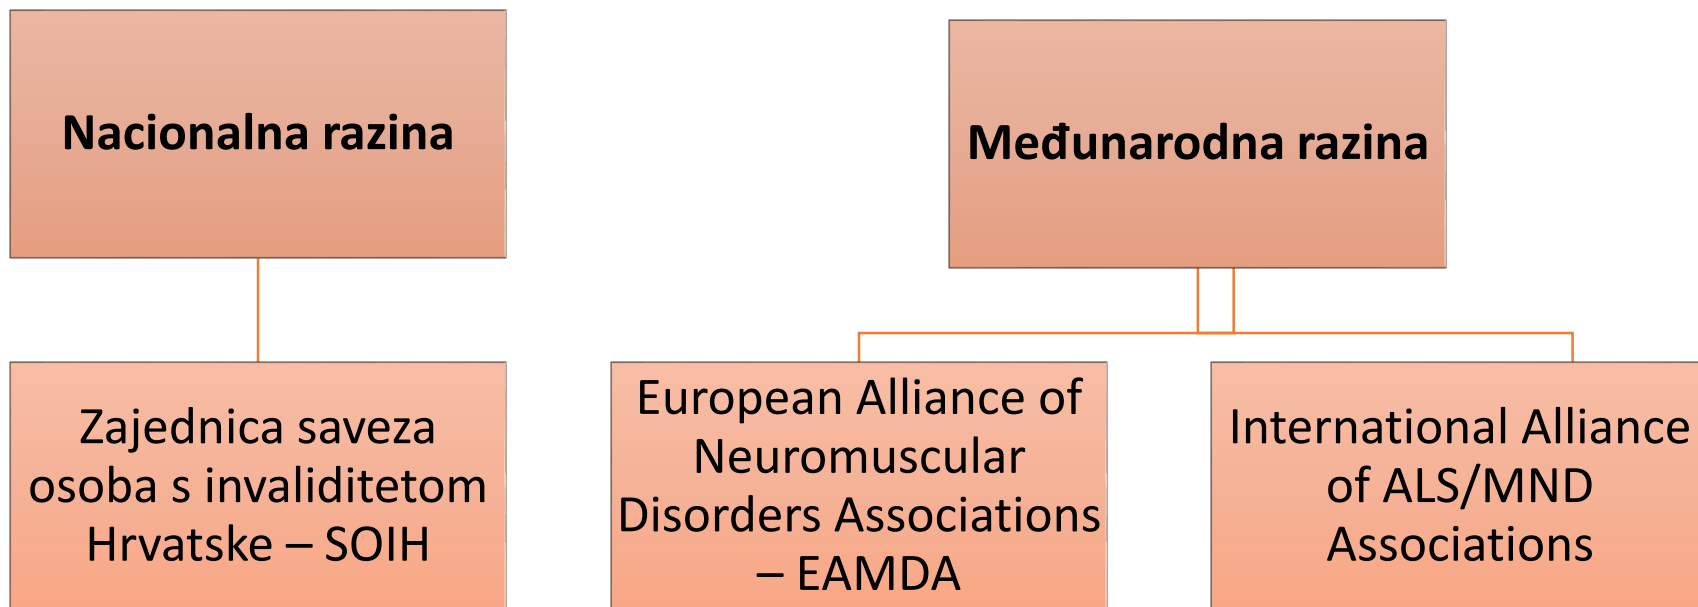 Nacionalna razina
Međunarodna razina
Zajednica saveza
osoba s invaliditetom
Hrvatske – SOIH
European Alliance of
Neuromuscular
Disorders Associations
– EAMDA
International Alliance
of ALS/MND
Associations